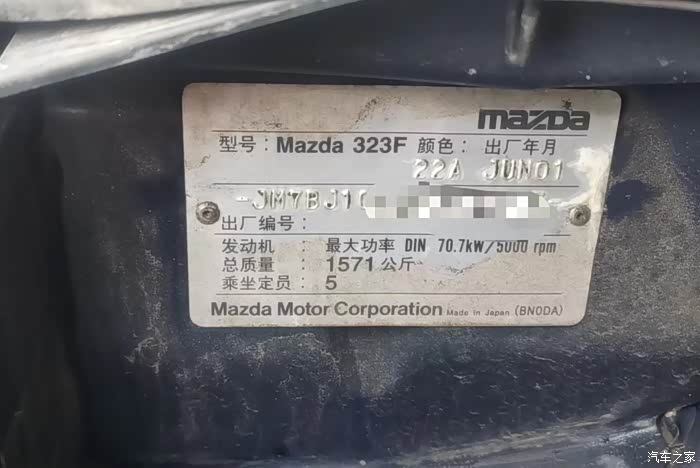 mazda
型号: Mazda 323F 颜色: 出厂年月
22A JUN01
-JM7BJ10
出厂编号:
发动机: 最大功率 DIN 70.7kW/5000 rpm
总质量: 1571公斤
乘坐定员: 5
Mazda Motor Corporation Made in Japan (BN0DA)
汽车之家